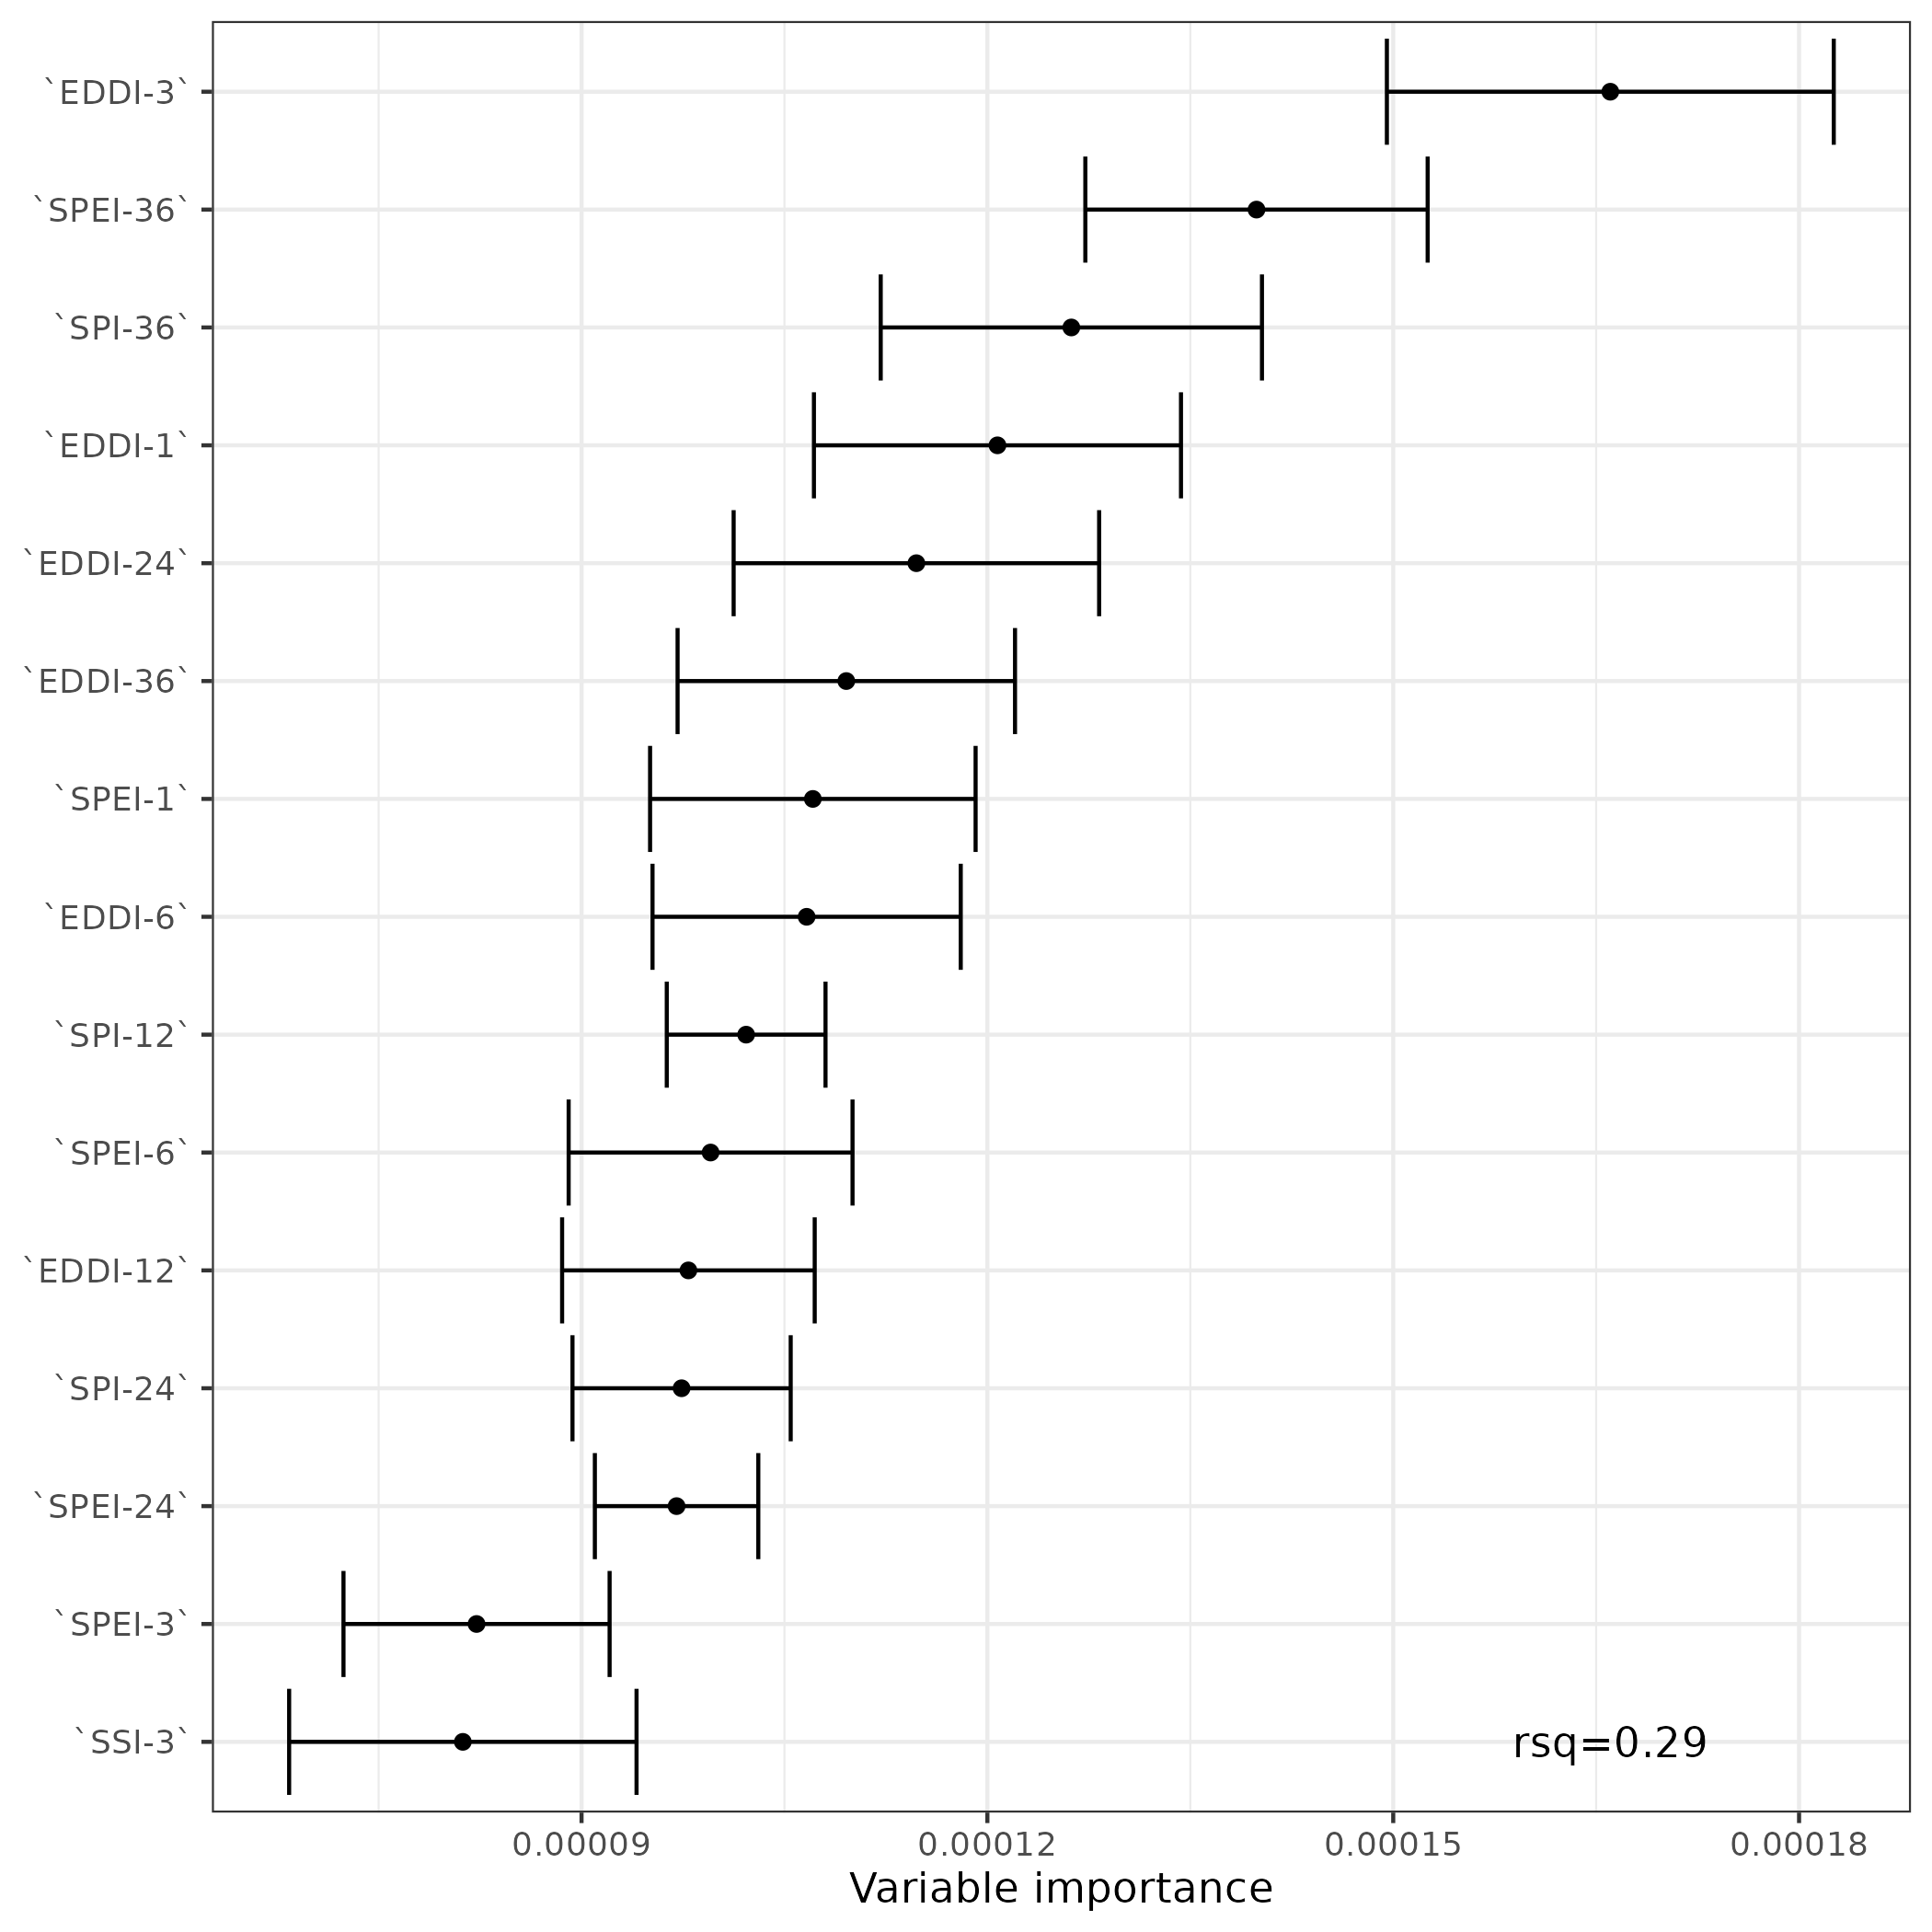 `EDDI-3`
`SPEI-36`
`SPI-36`
`EDDI-1`
`EDDI-24`
`EDDI-36`
`SPEI-1`
`EDDI-6`
`SPI-12`
`SPEI-6`
`EDDI-12`
`SPI-24`
`SPEI-24`
`SPEI-3`
`SSI-3`
rsq=0.29
0.00009 0.00012 0.00015 0.00018
Variable importance